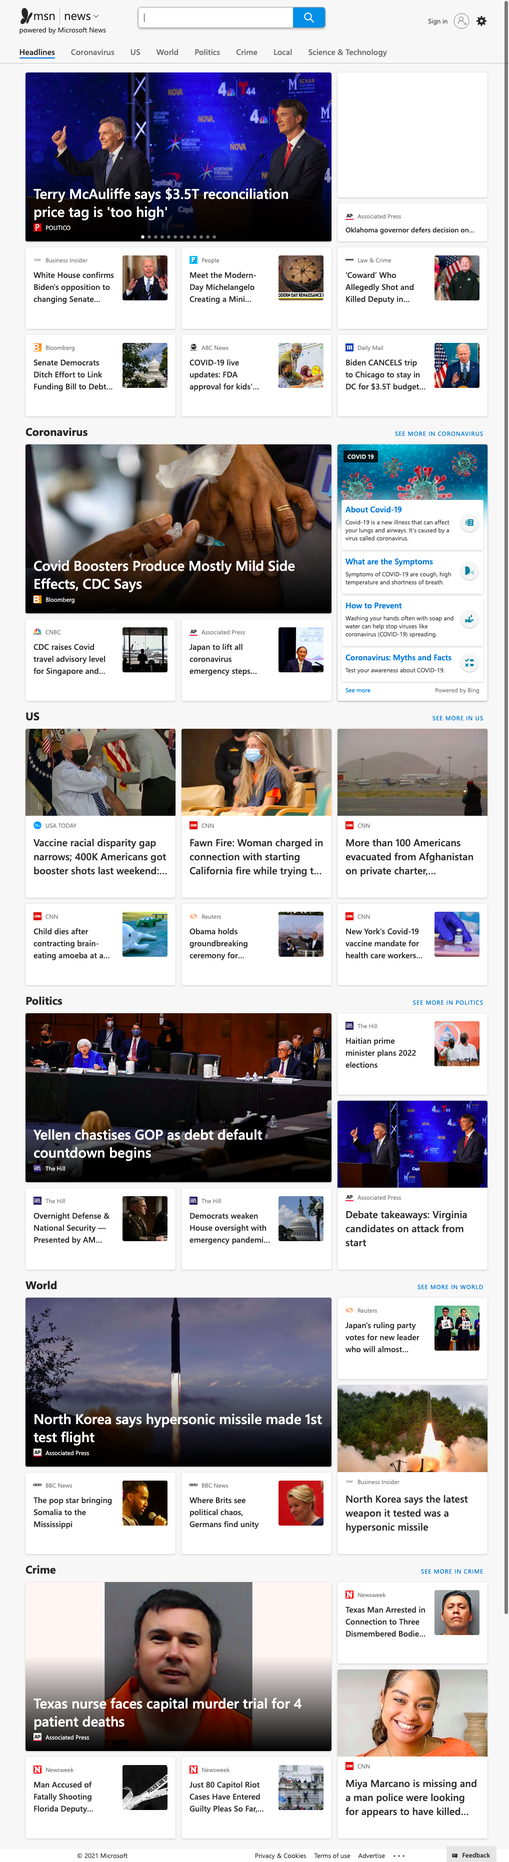 msn | news
powered by Microsoft News
Sign in
Headlines Coronavirus US World Politics Crime Local Science & Technology
Terry McAuliffe says $3.5T reconciliation
price tag is 'too high'
POLITICO
Associated Press
Oklahoma governor defers decision on...
Business Insider
White House confirms
Biden's opposition to
changing Senate...
People
Meet the Modern-
Day Michelangelo
Creating a Mini...
Law & Crime
'Coward' Who
Allegedly Shot and
Killed Deputy in...
Bloomberg
Senate Democrats
Ditch Effort to Link
Funding Bill to Debt...
ABC News
COVID-19 live
updates: FDA
approval for kids'...
Daily Mail
Biden CANCELS trip
to Chicago to stay in
DC for $3.5T budget...
Coronavirus
SEE MORE IN CORONAVIRUS
Covid Boosters Produce Mostly Mild Side
Effects, CDC Says
Bloomberg
COVID 19
About Covid-19
Covid-19 is a new illness that can affect
your lungs and airways. It's caused by a
virus called coronavirus.
What are the Symptoms
Symptoms of COVID-19 are cough, high
temperature and shortness of breath.
How to Prevent
Washing your hands often with soap and
water can help stop viruses like
coronavirus (COVID-19) spreading.
Coronavirus: Myths and Facts
Test your awareness about COVID-19.
See more
Powered by Bing
CNBC
CDC raises Covid
travel advisory level
for Singapore and...
Associated Press
Japan to lift all
coronavirus
emergency steps...
US
SEE MORE IN US
USA TODAY
Vaccine racial disparity gap
narrows; 400K Americans got
booster shots last weekend:...
CNN
Fawn Fire: Woman charged in
connection with starting
California fire while trying t...
CNN
More than 100 Americans
evacuated from Afghanistan
on private charter,...
CNN
Child dies after
contracting brain-
eating amoeba at a...
Reuters
Obama holds
groundbreaking
ceremony for...
CNN
New York's Covid-19
vaccine mandate for
health care workers...
Politics
SEE MORE IN POLITICS
Yellen chastises GOP as debt default
countdown begins
The Hill
The Hill
Haitian prime
minister plans 2022
elections
Associated Press
Debate takeaways: Virginia
candidates on attack from
start
The Hill
Overnight Defense &
National Security —
Presented by AM...
The Hill
Democrats weaken
House oversight with
emergency pandemi...
World
SEE MORE IN WORLD
North Korea says hypersonic missile made 1st
test flight
Associated Press
Reuters
Japan's ruling party
votes for new leader
who will almost...
Business Insider
North Korea says the latest
weapon it tested was a
hypersonic missile
BBC News
The pop star bringing
Somalia to the
Mississippi
BBC News
Where Brits see
political chaos,
Germans find unity
Crime
SEE MORE IN CRIME
Texas nurse faces capital murder trial for 4
patient deaths
Associated Press
Newsweek
Texas Man Arrested in
Connection to Three
Dismembered Bodie...
CNN
Miya Marcano is missing and
a man police were looking
for appears to have killed...
Newsweek
Man Accused of
Fatally Shooting
Florida Deputy...
Newsweek
Just 80 Capitol Riot
Cases Have Entered
Guilty Pleas So Far,...
© 2021 Microsoft
Privacy & Cookies Terms of use Advertise ...
Feedback